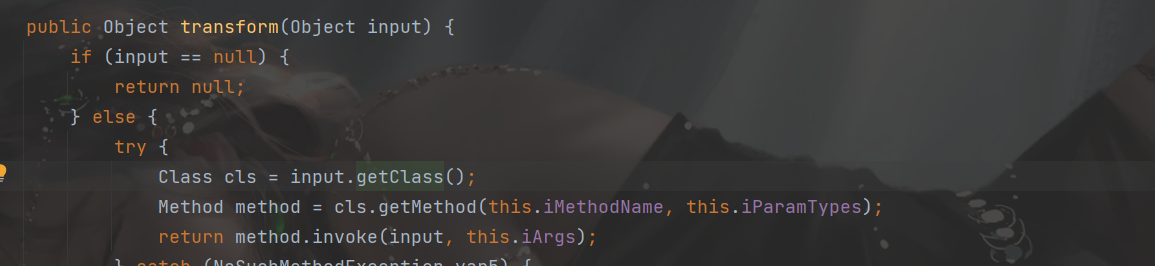 public Object transform(Object input) {
if (input == null) {
return null;
} else {
try {
Class cls = input.getClass();
Method method = cls.getMethod(this.iMethodName, this.iParamTypes);
return method.invoke(input, this.iArgs);
} catch (NoSuchMethodException var5) {